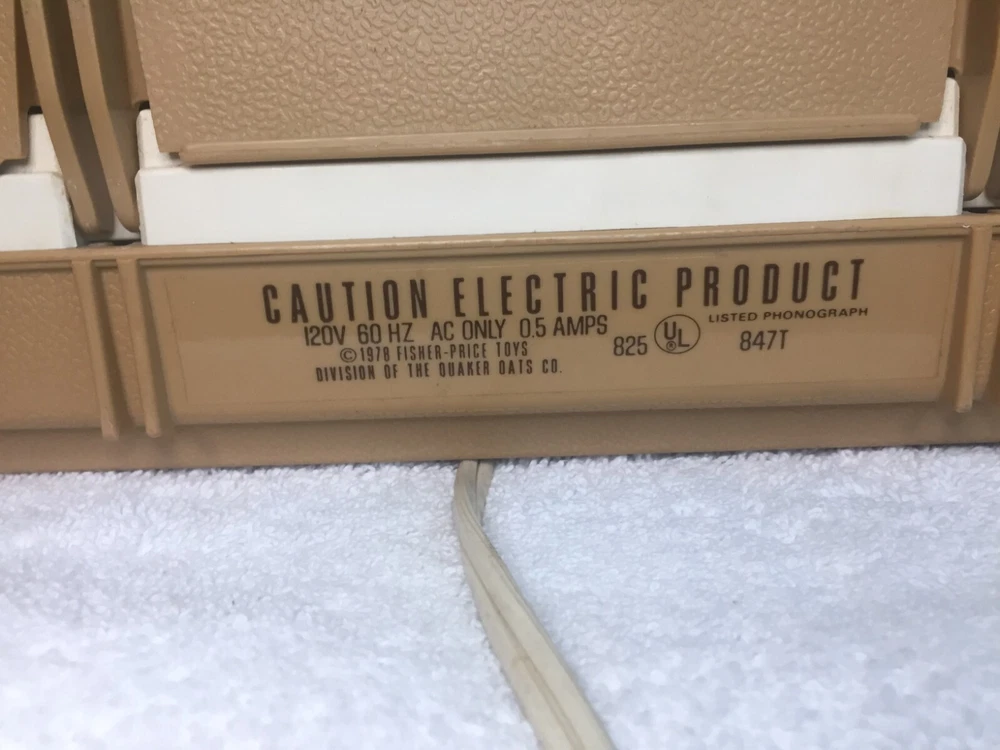 CAUTION ELECTRIC PRODUCT
120V 60 HZ AC ONLY 0.5 AMPS
©1978 FISHER-PRICE TOYS
DIVISION OF THE QUAKER OATS CO.
825 UL ® LISTED PHONOGRAPH
847T